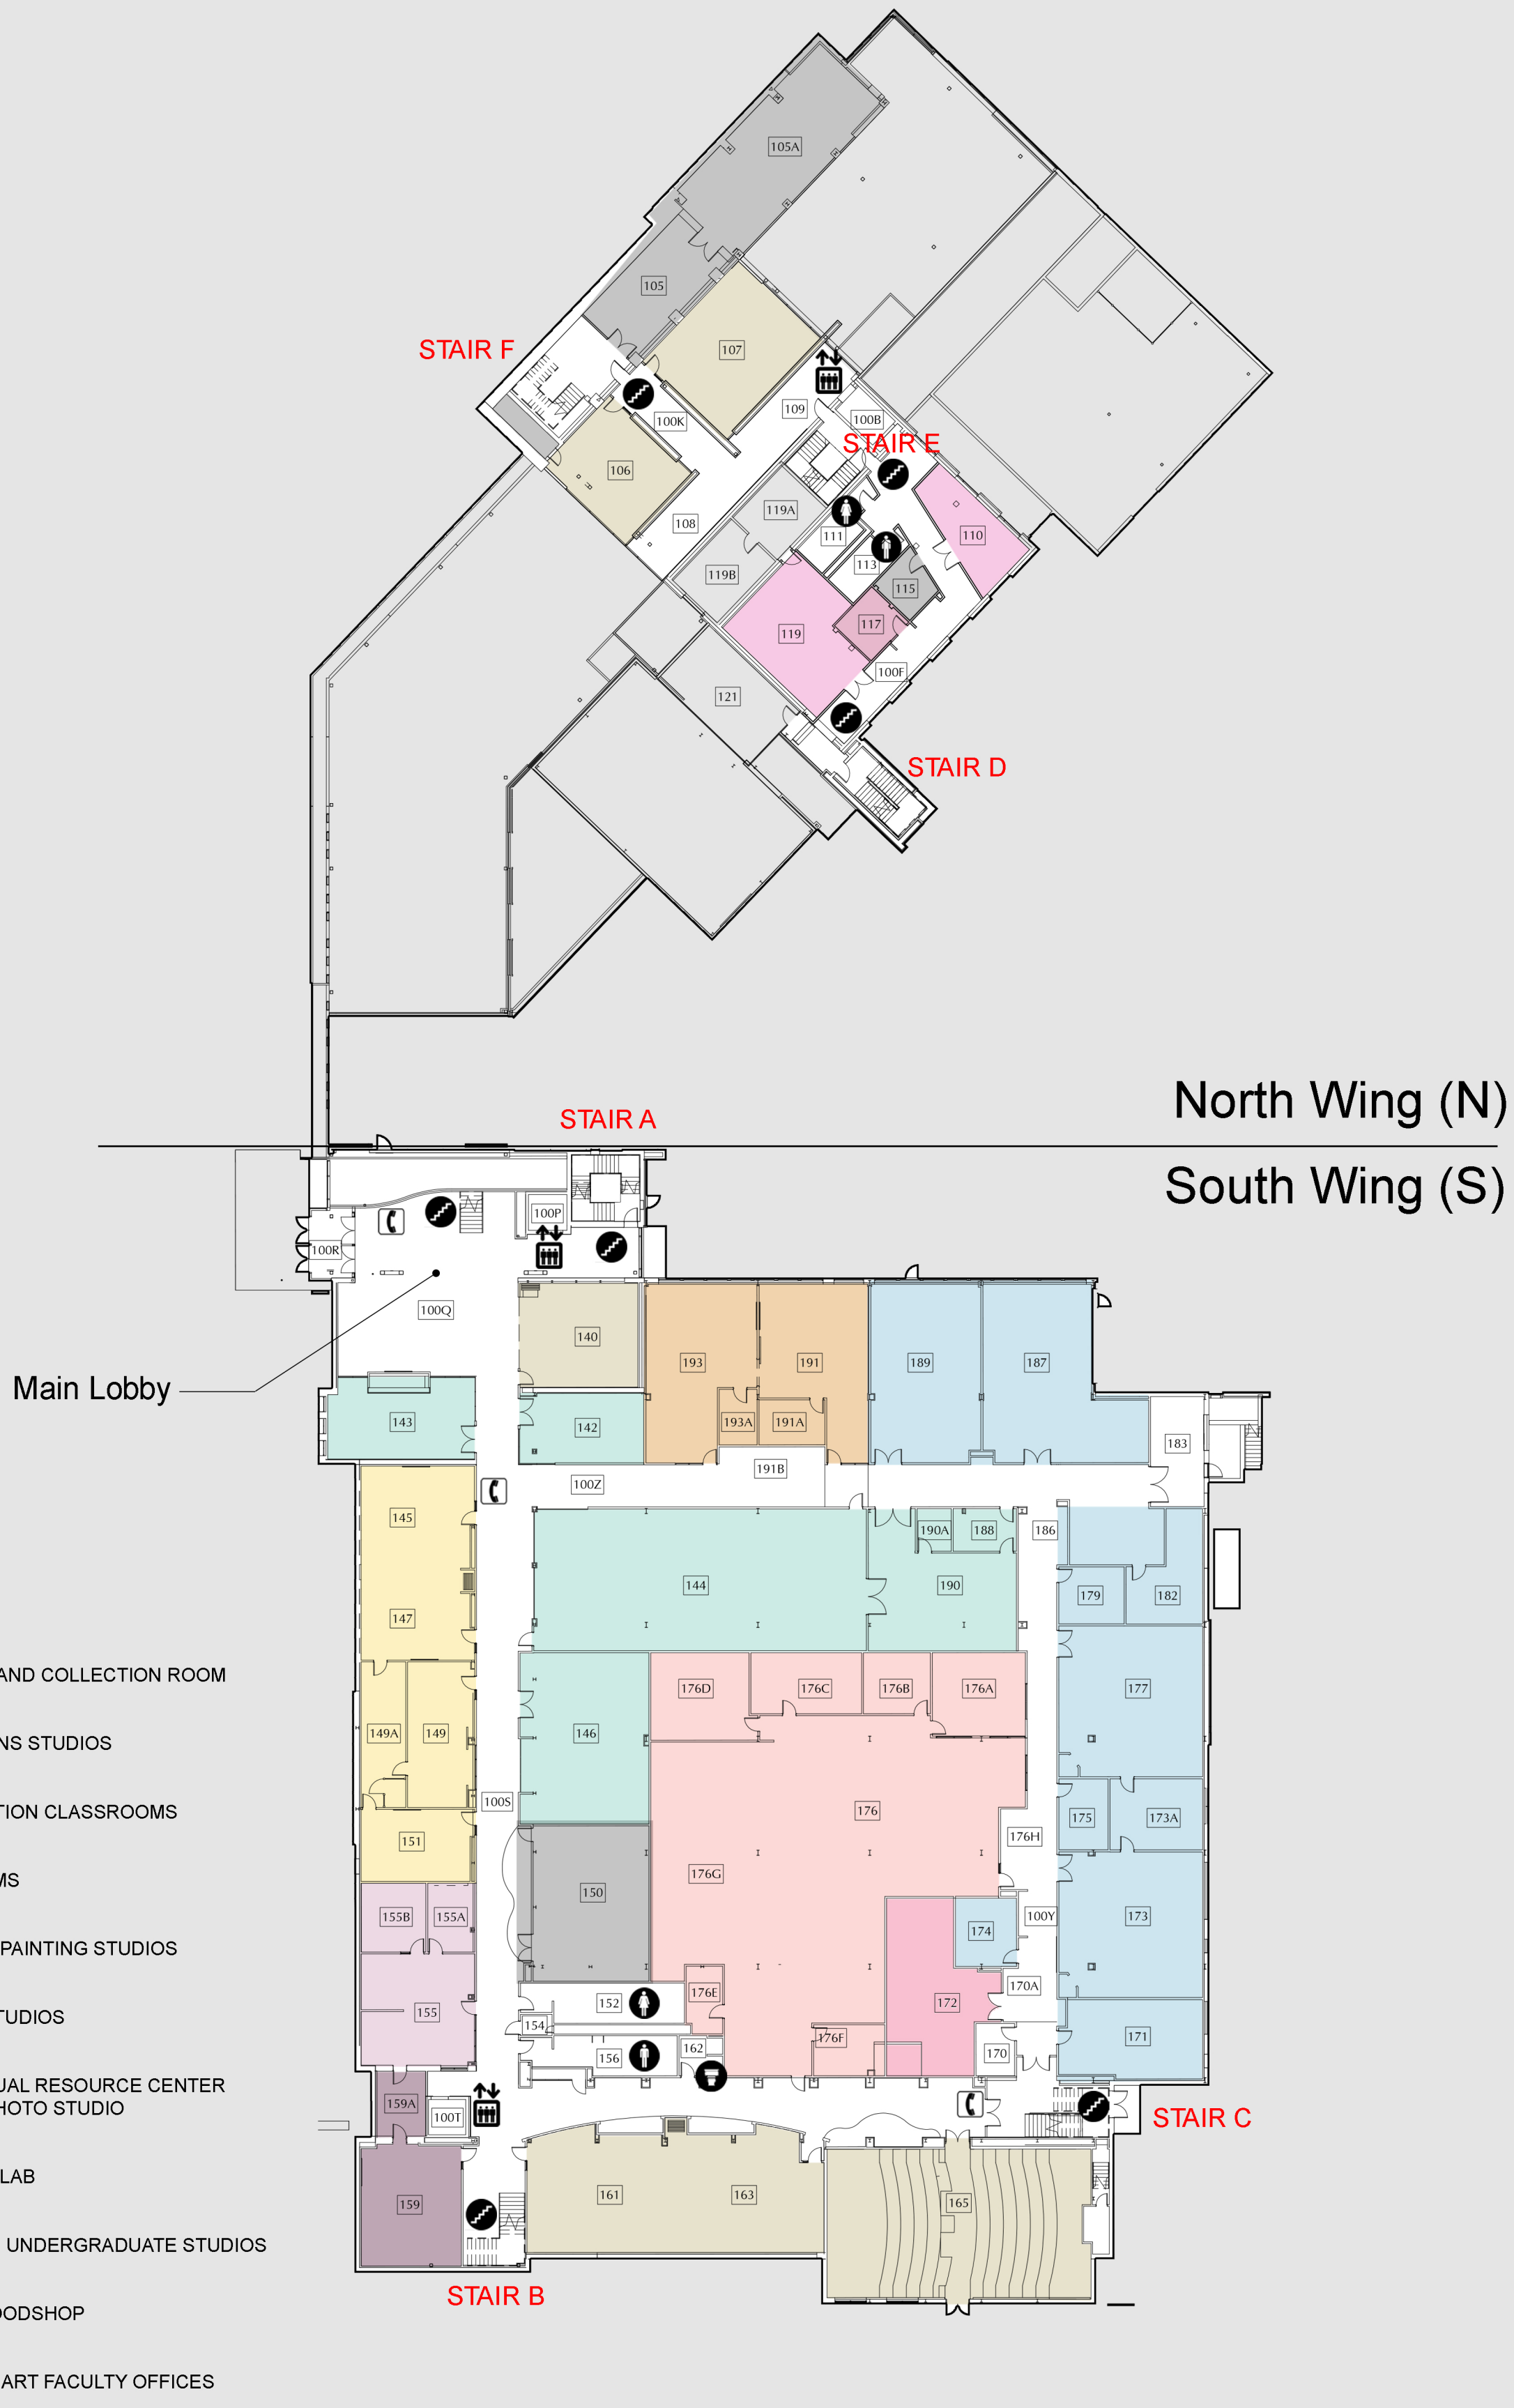 105A
105
STAIR F
107
109
100K
100B
STAIR E
106
119A
108
111
110
113
119B
115
117
119
100F
121
STAIR D
North Wing (N)
STAIR A
South Wing (S)
100P
100R
100Q
140
193
191
189
187
Main Lobby
143
142
193A
191A
183
191B
100Z
145
190A
188
186
144
190
179
182
147
AND COLLECTION ROOM
176D
176C
176B
176A
177
149A
149
146
NS STUDIOS
100S
176
175
173A
TION CLASSROOMS
151
176H
176G
MS
150
155B
155A
174
100Y
173
PAINTING STUDIOS
170A
176E
152
172
155
154
TUDIOS
176F
171
162
156
170
UAL RESOURCE CENTER
HOTO STUDIO
159A
100T
STAIR C
LAB
159
161
163
165
UNDERGRADUATE STUDIOS
STAIR B
OODSHOP
ART FACULTY OFFICES